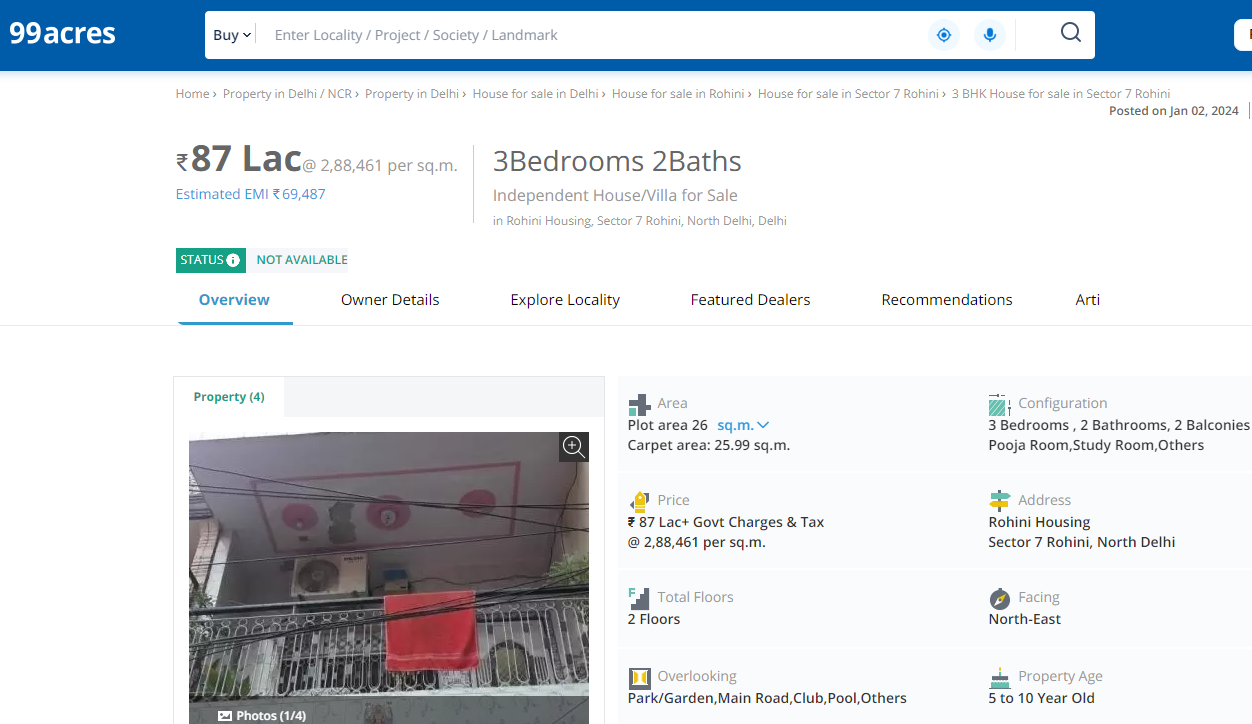 99acres
Buy
Enter Locality / Project / Society / Landmark
Home › Property in Delhi / NCR › Property in Delhi › House for sale in Delhi › House for sale in Rohini › House for sale in Sector 7 Rohini › 3 BHK House for sale in Sector 7 Rohini
Posted on Jan 02, 2024
₹87 Lac@ 2,88,461 per sq.m.
Estimated EMI ₹69,487
3Bedrooms 2Baths
Independent House/Villa for Sale
in Rohini Housing, Sector 7 Rohini, North Delhi, Delhi
STATUS NOT AVAILABLE
Overview Owner Details Explore Locality Featured Dealers Recommendations Arti
Property (4)
Photos (1/4)
Area
Plot area 26 sq.m.
Carpet area: 25.99 sq.m.
Configuration
3 Bedrooms , 2 Bathrooms, 2 Balconies
Pooja Room,Study Room,Others
Price
₹ 87 Lac+ Govt Charges & Tax
@ 2,88,461 per sq.m.
Address
Rohini Housing
Sector 7 Rohini, North Delhi
Total Floors
2 Floors
Facing
North-East
Overlooking
Park/Garden,Main Road,Club,Pool,Others
Property Age
5 to 10 Year Old